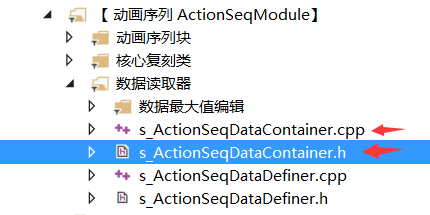 【 动画序列 ActionSeqModule】
动画序列块
核心复刻类
数据读取器
数据最大值编辑
s_ActionSeqDataContainer.cpp
s_ActionSeqDataContainer.h
s_ActionSeqDataDefiner.cpp
s_ActionSeqDataDefiner.h